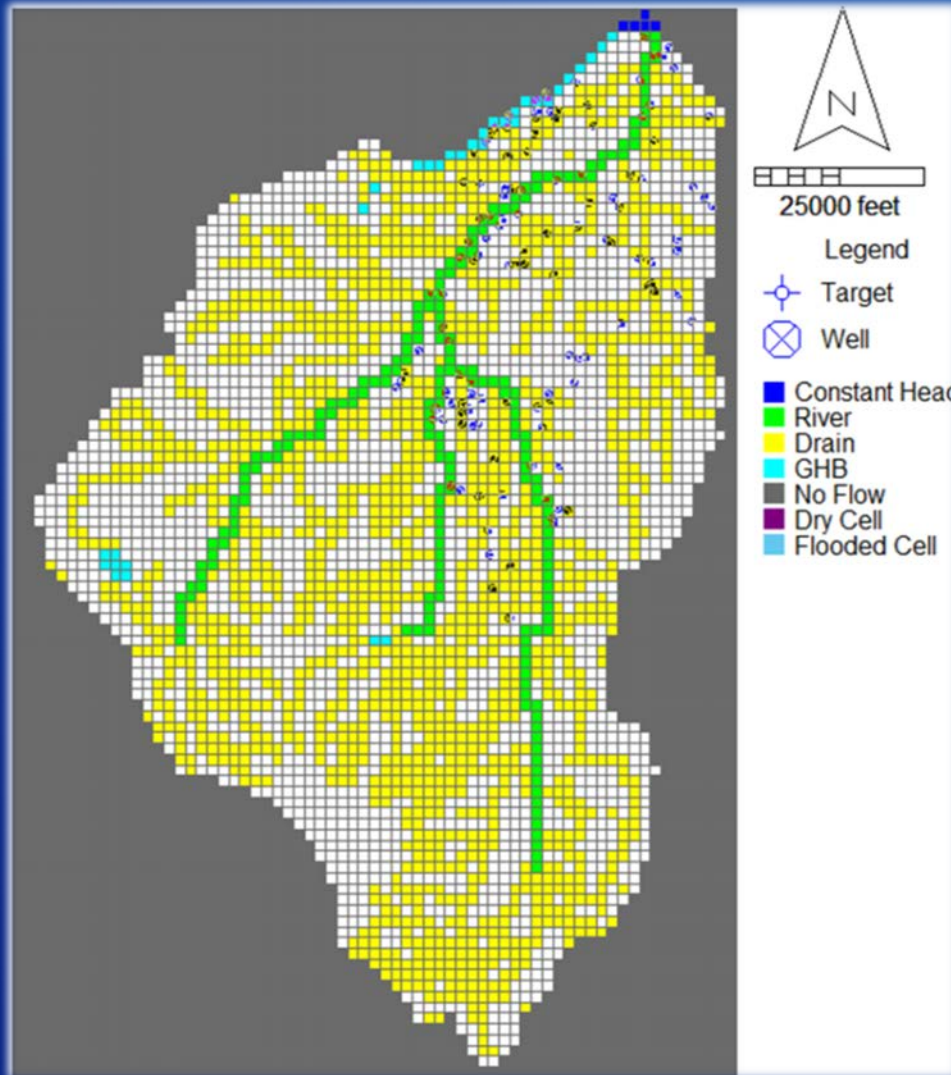 N
25000 feet
Legend
Target
Well
Constant Head
River
Drain
GHB
No Flow
Dry Cell
Flooded Cell